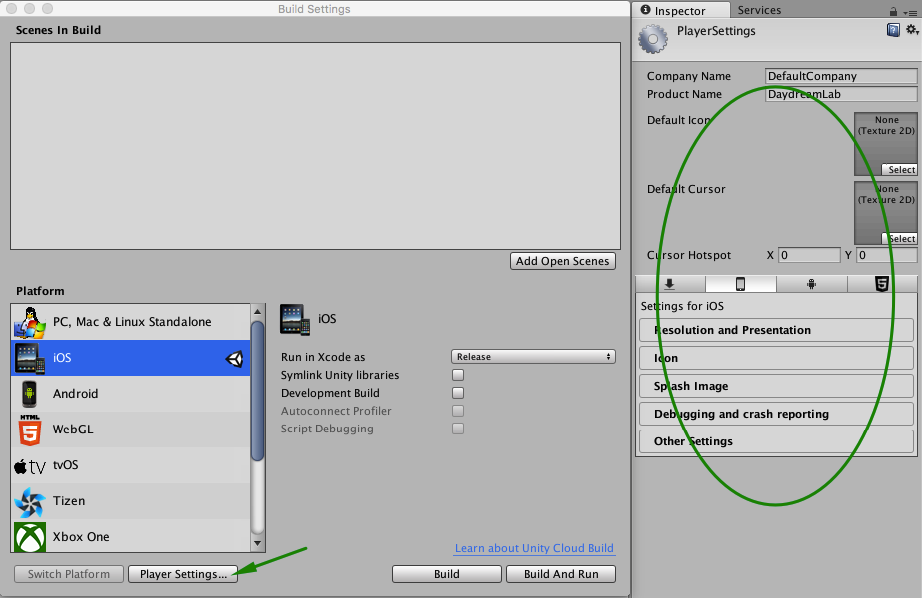 Build Settings
Scenes In Build
Add Open Scenes
Platform
PC, Mac & Linux Standalone
iOS
Android
HTML
5
WebGL
tv
tvOS
Tizen
Xbox One
iOS
Run in Xcode as
Release
Symlink Unity libraries
Development Build
Autoconnect Profiler
Script Debugging
Learn about Unity Cloud Build
Switch Platform
Player Settings...
Build
Build And Run
Inspector
Services
PlayerSettings
Company Name
DefaultCompany
Product Name
DaydreamLab
Default Icon
None
(Texture 2D)
Select
Default Cursor
None
(Texture 2D)
Select
Cursor Hotspot
X 0
Y 0
5
Settings for iOS
Resolution and Presentation
Icon
Splash Image
Debugging and crash reporting
Other Settings